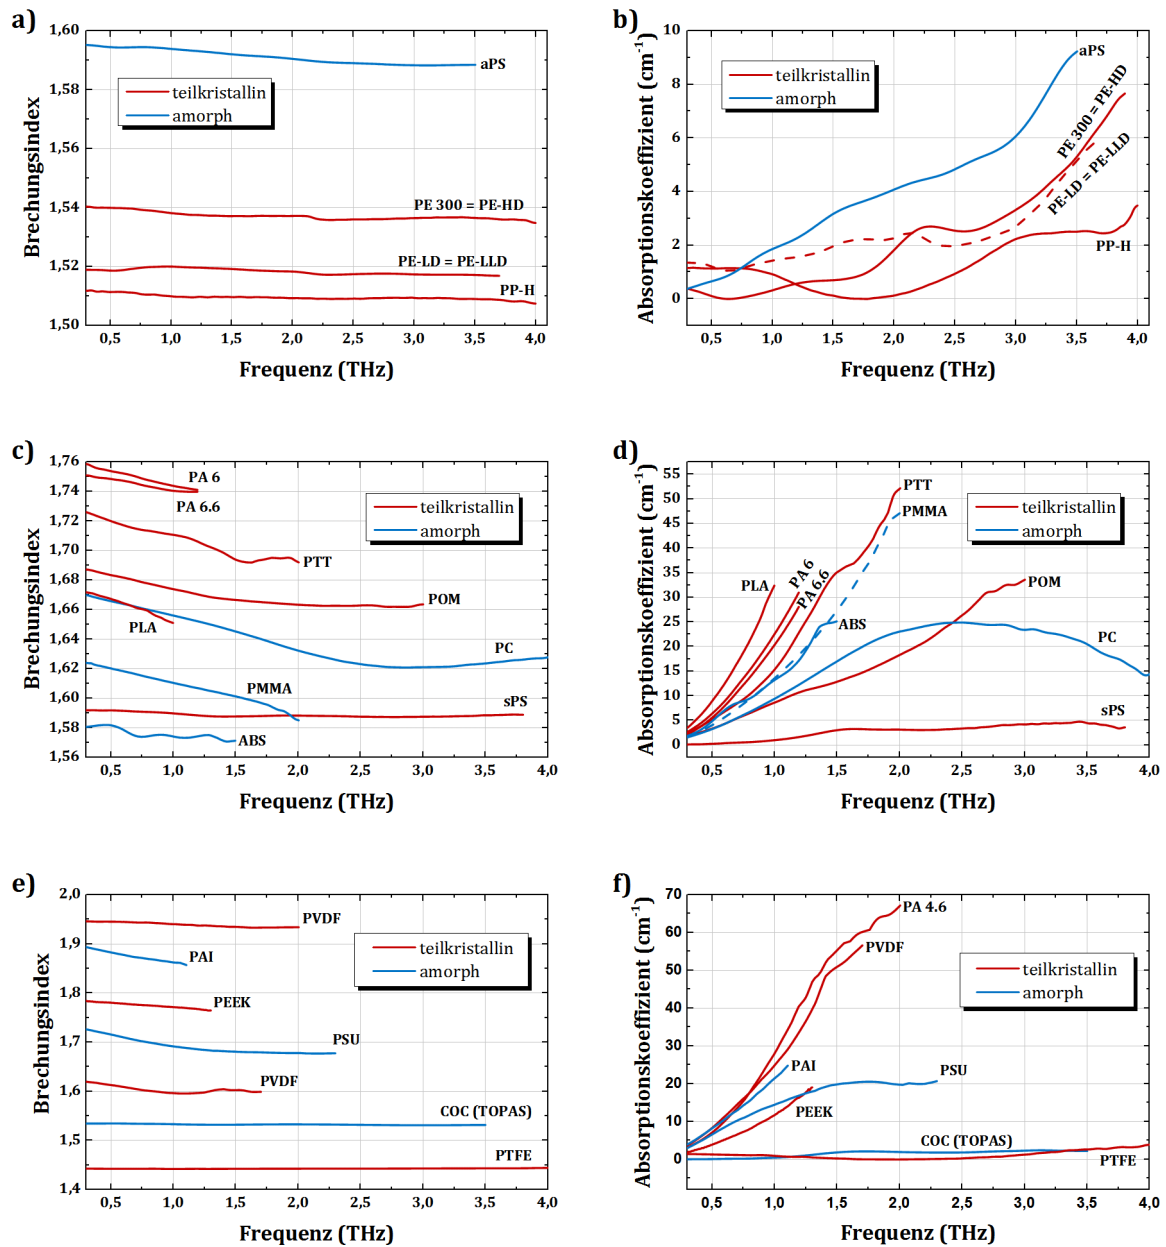 a)
1,60
1,58
1,56
1,54
1,52
1,50
Brechungsindex
teilkristallin
amorph
aPS
PE 300 = PE-HD
PE-LD = PE-LLD
PP-H
0,5 1,0 1,5 2,0 2,5 3,0 3,5 4,0
Frequenz (THz)
b)
10
8
6
4
2
0
Absorptionskoeffizient (cm-1)
teilkristallin
amorph
aPS
PE 300 = PE-HD
PE-LD = PE-LLD
PP-H
0,5 1,0 1,5 2,0 2,5 3,0 3,5 4,0
Frequenz (THz)
c)
1,76
1,74
1,72
1,70
1,68
1,66
1,64
1,62
1,60
1,58
1,56
Brechungsindex
teilkristallin
amorph
PA 6
PA 6.6
PTT
POM
PLA
PC
PMMA
sPS
ABS
0,5 1,0 1,5 2,0 2,5 3,0 3,5 4,0
Frequenz (THz)
d)
55
50
45
40
35
30
25
20
15
10
5
0
Absorptionskoeffizient (cm-1)
teilkristallin
amorph
PTT
PMMA
PLA
PA 6
PA 6.6
POM
ABS
PC
sPS
0,5 1,0 1,5 2,0 2,5 3,0 3,5 4,0
Frequenz (THz)
e)
2,0
1,9
1,8
1,7
1,6
1,5
1,4
Brechungsindex
teilkristallin
amorph
PVDF
PAI
PEEK
PSU
PVDF
COC (TOPAS)
PTFE
0,5 1,0 1,5 2,0 2,5 3,0 3,5 4,0
Frequenz (THz)
f)
70
60
50
40
30
20
10
0
Absorptionskoeffizient (cm-1)
teilkristallin
amorph
PA 4.6
PVDF
PAI
PSU
PEEK
COC (TOPAS)
PTFE
0,5 1,0 1,5 2,0 2,5 3,0 3,5 4,0
Frequenz (THz)